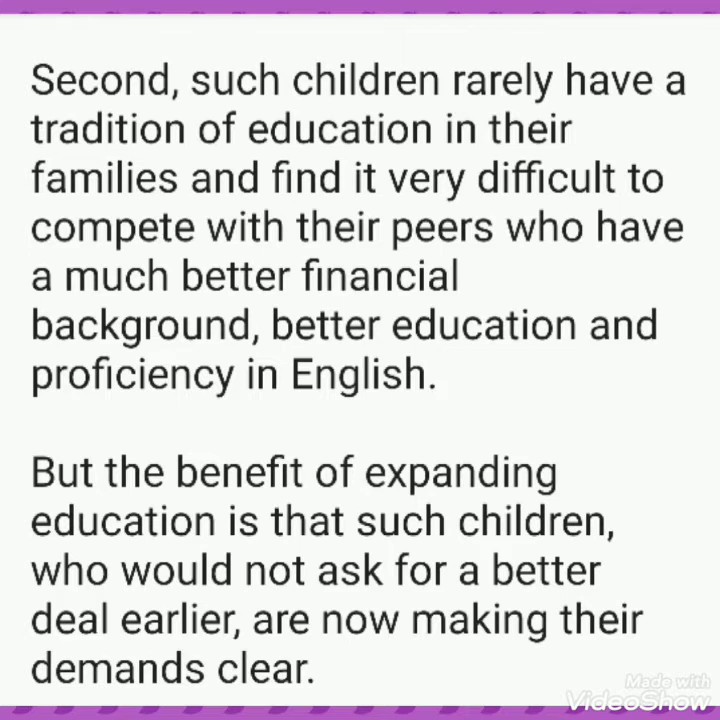 Second, such children rarely have a
tradition of education in their
families and find it very difficult to
compete with their peers who have
a much better financial
background, better education and
proficiency in English.
But the benefit of expanding
education is that such children,
who would not ask for a better
deal earlier, are now making their
demands clear.
Made with
VideoShow